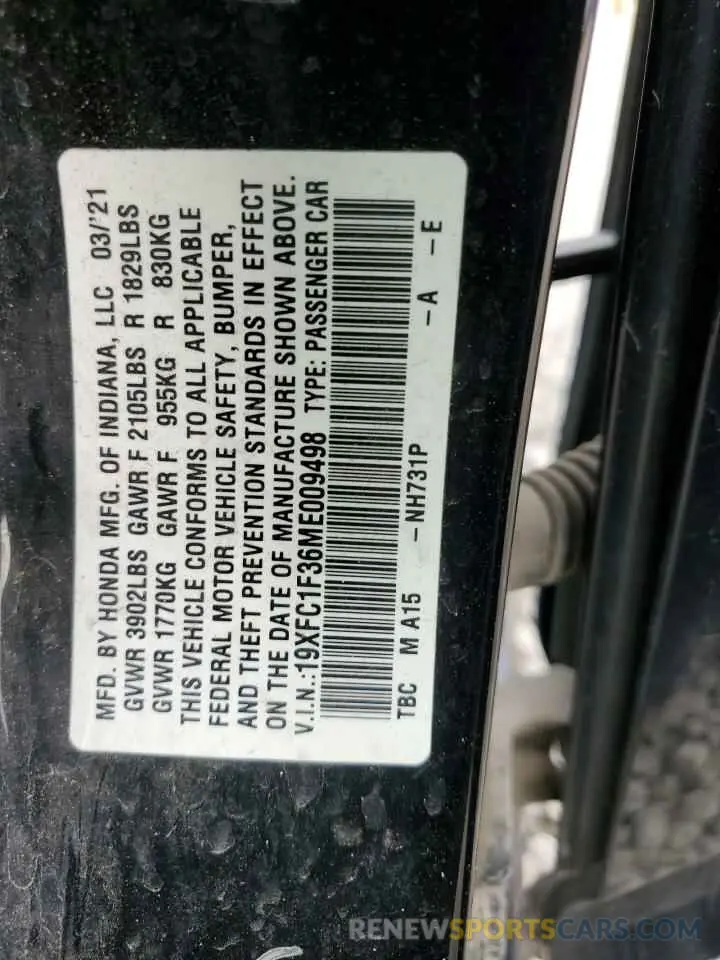 MFD. BY HONDA MFG. OF INDIANA, LLC 03/'21
GVWR 3902LBS GAWR F 2105LBS R 1829LBS
GVWR 1770KG GAWR F 955KG R 830KG
THIS VEHICLE CONFORMS TO ALL APPLICABLE
FEDERAL MOTOR VEHICLE SAFETY, BUMPER,
AND THEFT PREVENTION STANDARDS IN EFFECT
ON THE DATE OF MANUFACTURE SHOWN ABOVE.
V.I.N.:19XFC1F36ME009498 TYPE: PASSENGER CAR
TBC M A15 -NH731P -A -E
RENEWSPORTSCARS.COM